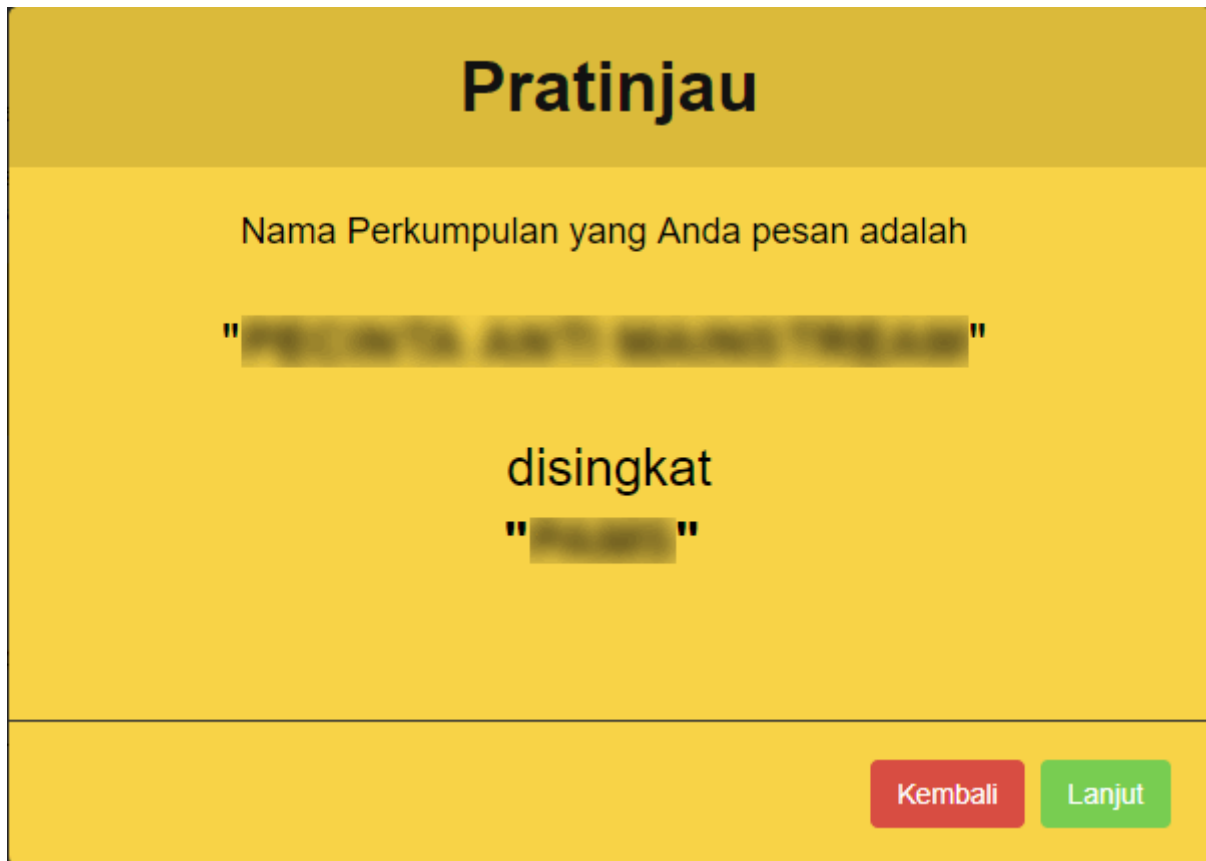 Pratinjau
Nama Perkumpulan yang Anda pesan adalah
" "
disingkat
" "
Kembali
Lanjut